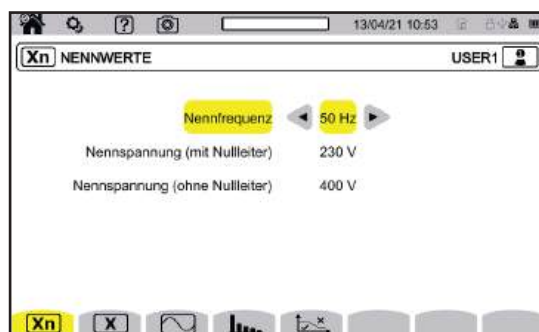 13/04/21 10:53
Xn NENNWERTE USER1
Nennfrequenz 50 Hz
Nennspannung (mit Nullleiter) 230 V
Nennspannung (ohne Nullleiter) 400 V
Xn X